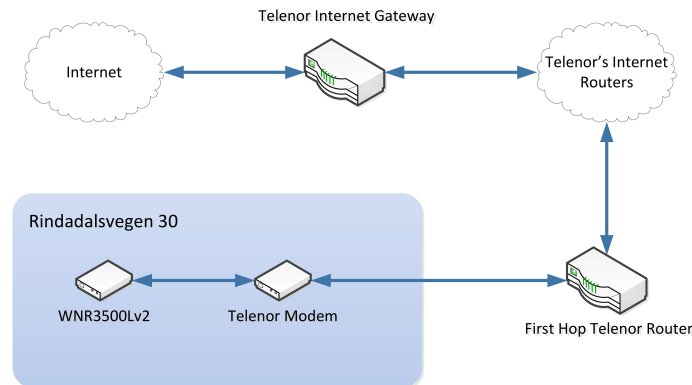 Telenor Internet Gateway
Internet
Telenor's Internet
Routers
Rindadalsvegen 30
WNR3500Lv2
Telenor Modem
First Hop Telenor Router